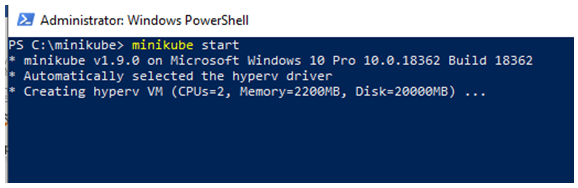 Administrator: Windows PowerShell
PS C:\minikube> minikube start
* minikube v1.9.0 on Microsoft Windows 10 Pro 10.0.18362 Build 18362
* Automatically selected the hyperv driver
* Creating hyperv VM (CPUs=2, Memory=2200MB, Disk=20000MB) ...